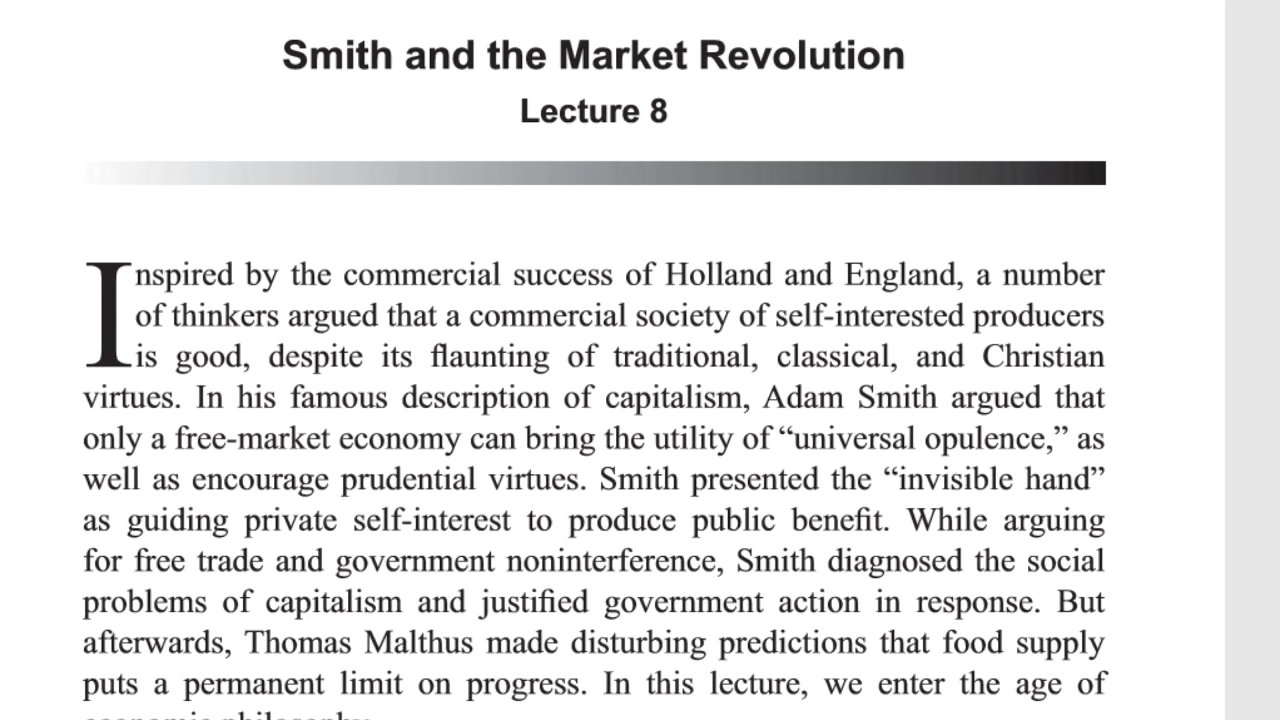 Smith and the Market Revolution
Lecture 8
Inspired by the commercial success of Holland and England, a number
of thinkers argued that a commercial society of self-interested producers
is good, despite its flaunting of traditional, classical, and Christian
virtues. In his famous description of capitalism, Adam Smith argued that
only a free-market economy can bring the utility of “universal opulence,” as
well as encourage prudential virtues. Smith presented the “invisible hand”
as guiding private self-interest to produce public benefit. While arguing
for free trade and government noninterference, Smith diagnosed the social
problems of capitalism and justified government action in response. But
afterwards, Thomas Malthus made disturbing predictions that food supply
puts a permanent limit on progress. In this lecture, we enter the age of